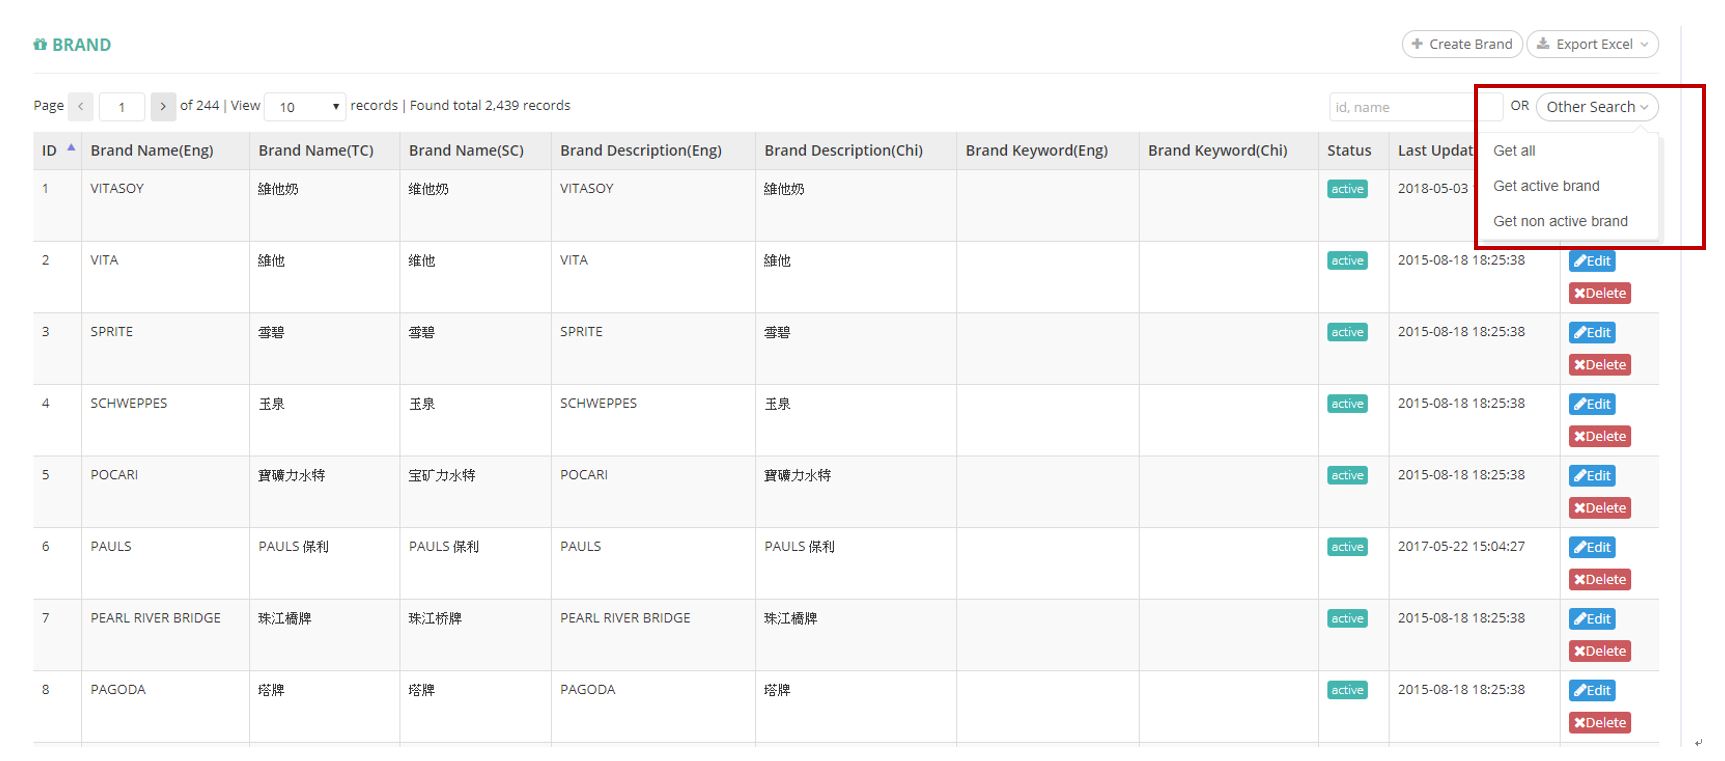 BRAND
Create Brand Export Excel
Page 1 of 244 | View 10 records | Found total 2,439 records id, name OR Other Search
Get all
Get active brand
Get non active brand
ID Brand Name(Eng) Brand Name(TC) Brand Name(SC) Brand Description(Eng) Brand Description(Chi) Brand Keyword(Eng) Brand Keyword(Chi) Status Last Updat
1 VITASOY 維他奶 维他奶 VITASOY 維他奶 active 2018-05-03
2 VITA 維他 维他 VITA 維他 active 2015-08-18 18:25:38 Edit
Delete
3 SPRITE 雪碧 雪碧 SPRITE 雪碧 active 2015-08-18 18:25:38 Edit
Delete
4 SCHWEPPES 玉泉 玉泉 SCHWEPPES 玉泉 active 2015-08-18 18:25:38 Edit
Delete
5 POCARI 寶礦力水特 宝矿力水特 POCARI 寶礦力水特 active 2015-08-18 18:25:38 Edit
Delete
6 PAULS PAULS 保利 PAULS 保利 PAULS PAULS 保利 active 2017-05-22 15:04:27 Edit
Delete
7 PEARL RIVER BRIDGE 珠江橋牌 珠江桥牌 PEARL RIVER BRIDGE 珠江橋牌 active 2015-08-18 18:25:38 Edit
Delete
8 PAGODA 塔牌 塔牌 PAGODA 塔牌 active 2015-08-18 18:25:38 Edit
Delete